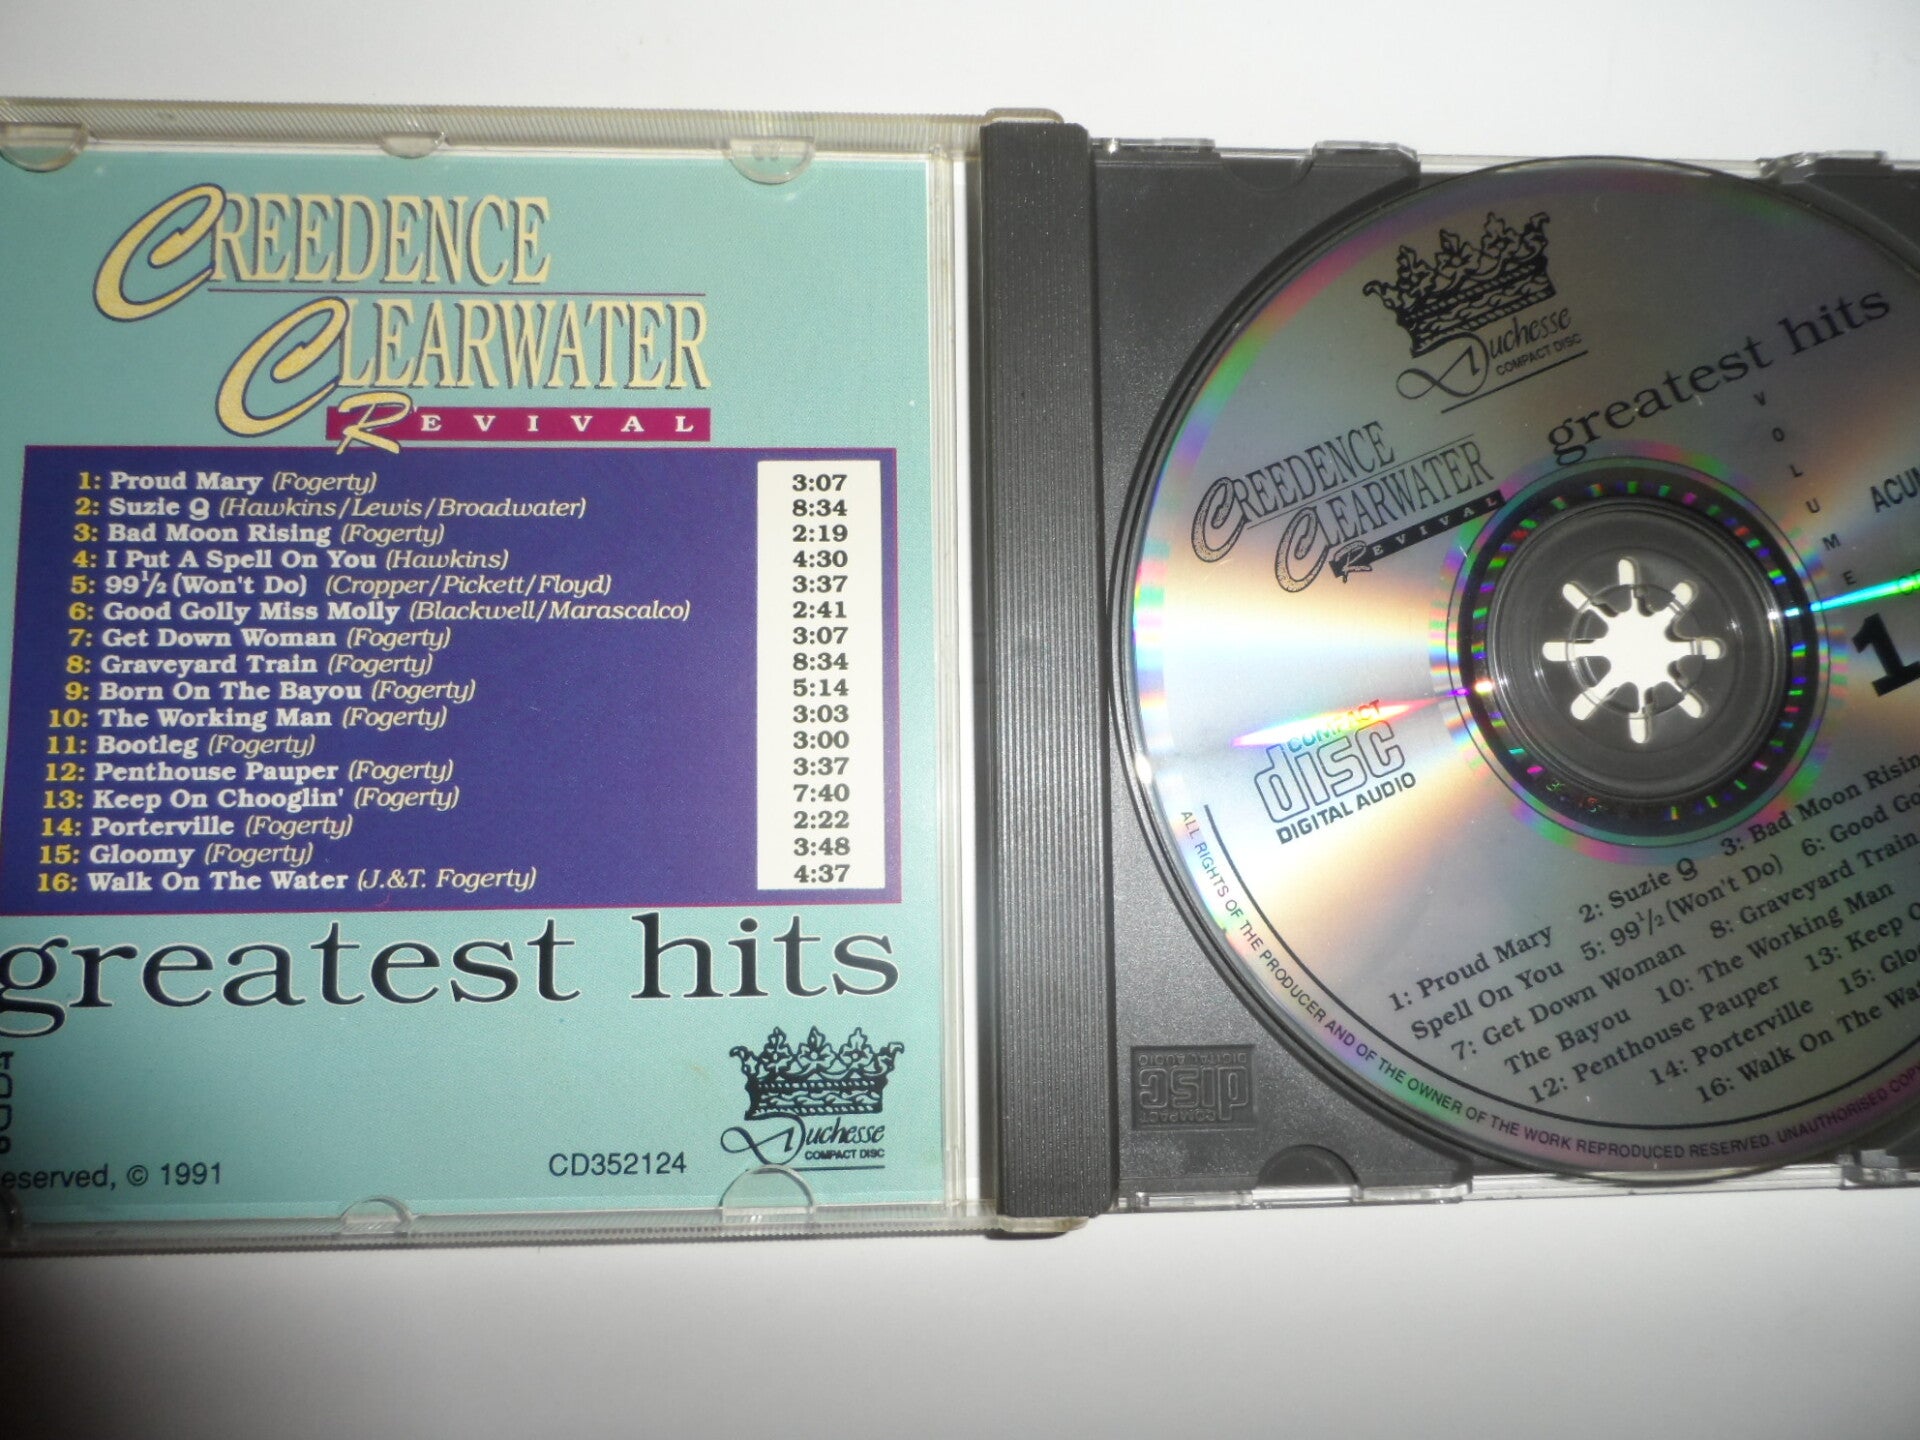 CREEDENCE
CLEARWATER
REVIVAL
1: Proud Mary (Fogerty) 3:07
2: Suzie Q (Hawkins/Lewis/Broadwater) 8:34
3: Bad Moon Rising (Fogerty) 2:19
4: I Put A Spell On You (Hawkins) 4:30
5: 99½ (Won't Do) (Cropper/Pickett/Floyd) 3:37
6: Good Golly Miss Molly (Blackwell/Marascalco) 2:41
7: Get Down Woman (Fogerty) 3:07
8: Graveyard Train (Fogerty) 8:34
9: Born On The Bayou (Fogerty) 5:14
10: The Working Man (Fogerty) 3:03
11: Bootleg (Fogerty) 3:00
12: Penthouse Pauper (Fogerty) 3:37
13: Keep On Chooglin' (Fogerty) 7:40
14: Porterville (Fogerty) 2:22
15: Gloomy (Fogerty) 3:48
16: Walk On The Water (J.&T. Fogerty) 4:37
greatest hits
Duchesse
COMPACT DISC
eserved, © 1991
CD352124
Duchesse
COMPACT DISC
greatest hits
CREEDENCE
CLEARWATER
REVIVAL
VOLUME
1
COMPACT
disc
DIGITAL AUDIO
1: Proud Mary 2: Suzie Q 3: Bad Moon Risin
Spell On You 5: 99½ (Won't Do) 6: Good Go
7: Get Down Woman 8: Graveyard Train
The Bayou 10: The Working Man
12: Penthouse Pauper 13: Keep O
14: Porterville 15: Glo
16: Walk On The Wa
ALL RIGHTS OF THE PRODUCER AND OF THE OWNER OF THE WORK REPRODUCED RESERVED. UNAUTHORISED COPY
COMPACT
disc
DIGITAL AUDIO